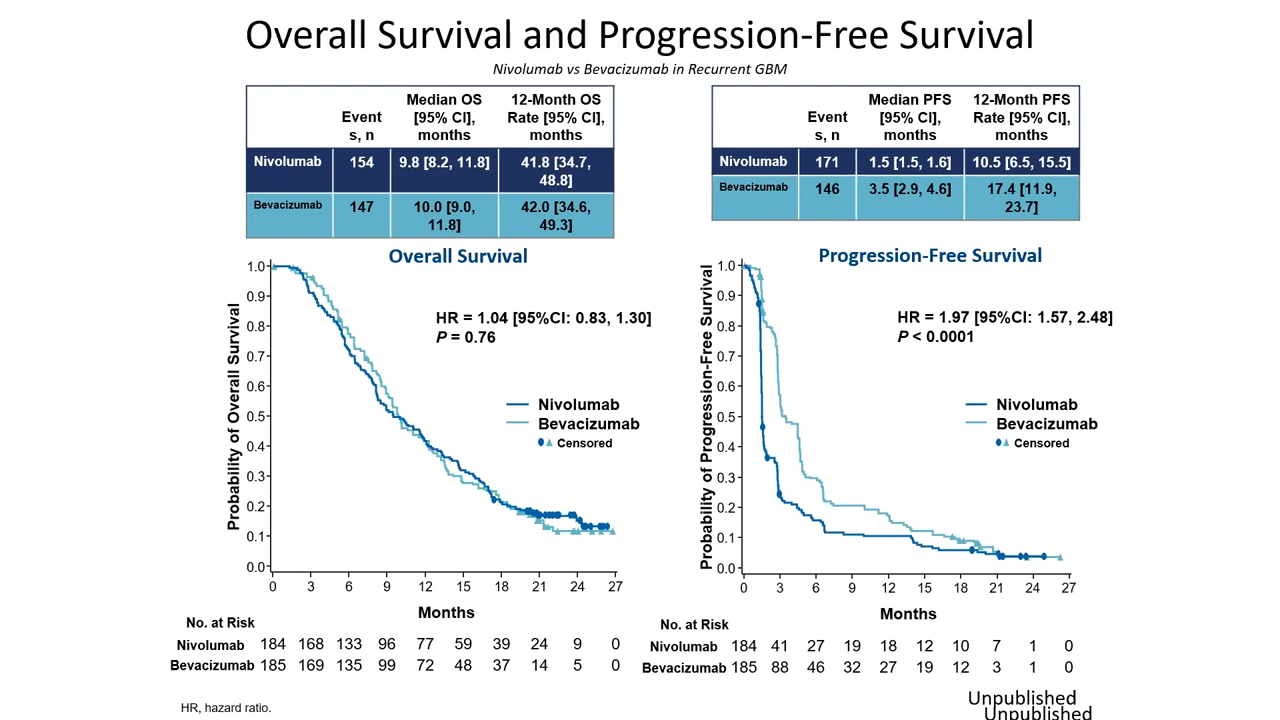 Overall Survival and Progression-Free Survival
Nivolumab vs Bevacizumab in Recurrent GBM
Event
s, n
Median OS
[95% CI],
months
12-Month OS
Rate [95% CI],
months
Nivolumab 154 9.8 [8.2, 11.8] 41.8 [34.7,
48.8]
Bevacizumab 147 10.0 [9.0,
11.8]
42.0 [34.6,
49.3]
Event
s, n
Median PFS
[95% CI],
months
12-Month PFS
Rate [95% CI],
months
Nivolumab 171 1.5 [1.5, 1.6] 10.5 [6.5, 15.5]
Bevacizumab 146 3.5 [2.9, 4.6] 17.4 [11.9,
23.7]
Overall Survival
Probability of Overall Survival
1.0
0.9
0.8
0.7
0.6
0.5
0.4
0.3
0.2
0.1
0.0
HR = 1.04 [95%CI: 0.83, 1.30]
P = 0.76
Nivolumab
Bevacizumab
Censored
0 3 6 9 12 15 18 21 24 27
Months
No. at Risk
Nivolumab 184 168 133 96 77 59 39 24 9 0
Bevacizumab 185 169 135 99 72 48 37 14 5 0
Progression-Free Survival
Probability of Progression-Free Survival
1.0
0.9
0.8
0.7
0.6
0.5
0.4
0.3
0.2
0.1
0.0
HR = 1.97 [95%CI: 1.57, 2.48]
P < 0.0001
Nivolumab
Bevacizumab
Censored
0 3 6 9 12 15 18 21 24 27
Months
No. at Risk
Nivolumab 184 41 27 19 18 12 10 7 1 0
Bevacizumab 185 88 46 32 27 19 12 3 1 0
HR, hazard ratio.
Unpublished
Unpublished